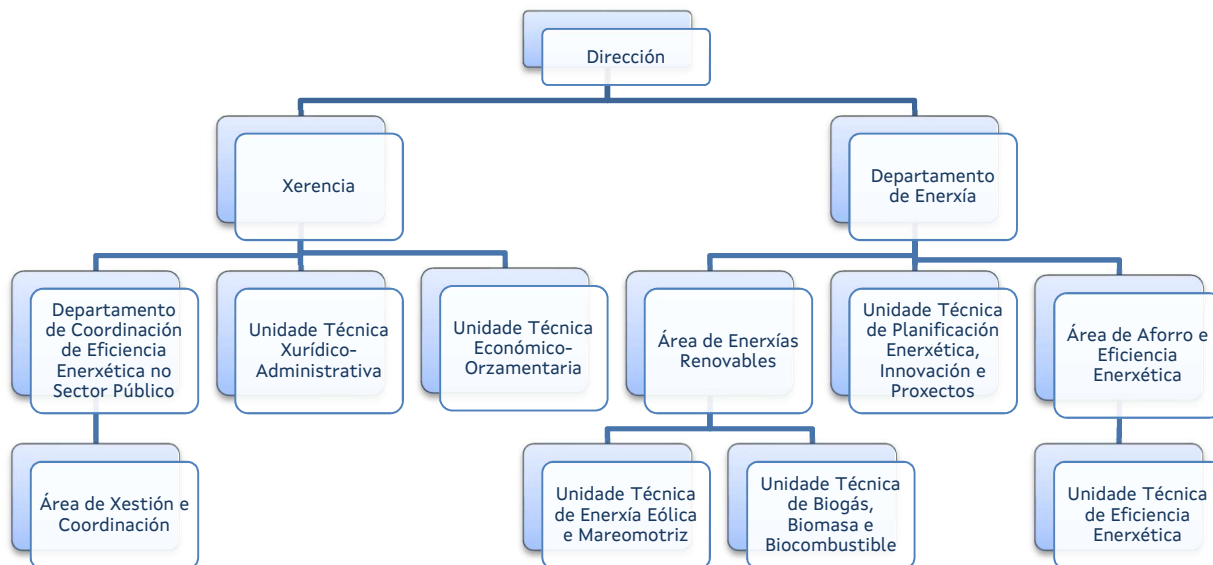 Dirección
Xerencia
Departamento
de Enerxía
Departamento
de Coordinación
de Eficiencia
Enerxética no
Sector Público
Unidade Técnica
Xurídico-
Administrativa
Unidade Técnica
Económico-
Orzamentaria
Área de Enerxías
Renovables
Unidade Técnica
de Planificación
Enerxética,
Innovación e
Proxectos
Área de Aforro e
Eficiencia
Enerxética
Área de Xestión e
Coordinación
Unidade Técnica
de Enerxía Eólica
e Mareomotriz
Unidade Técnica
de Biogás,
Biomasa e
Biocombustible
Unidade Técnica
de Eficiencia
Enerxética